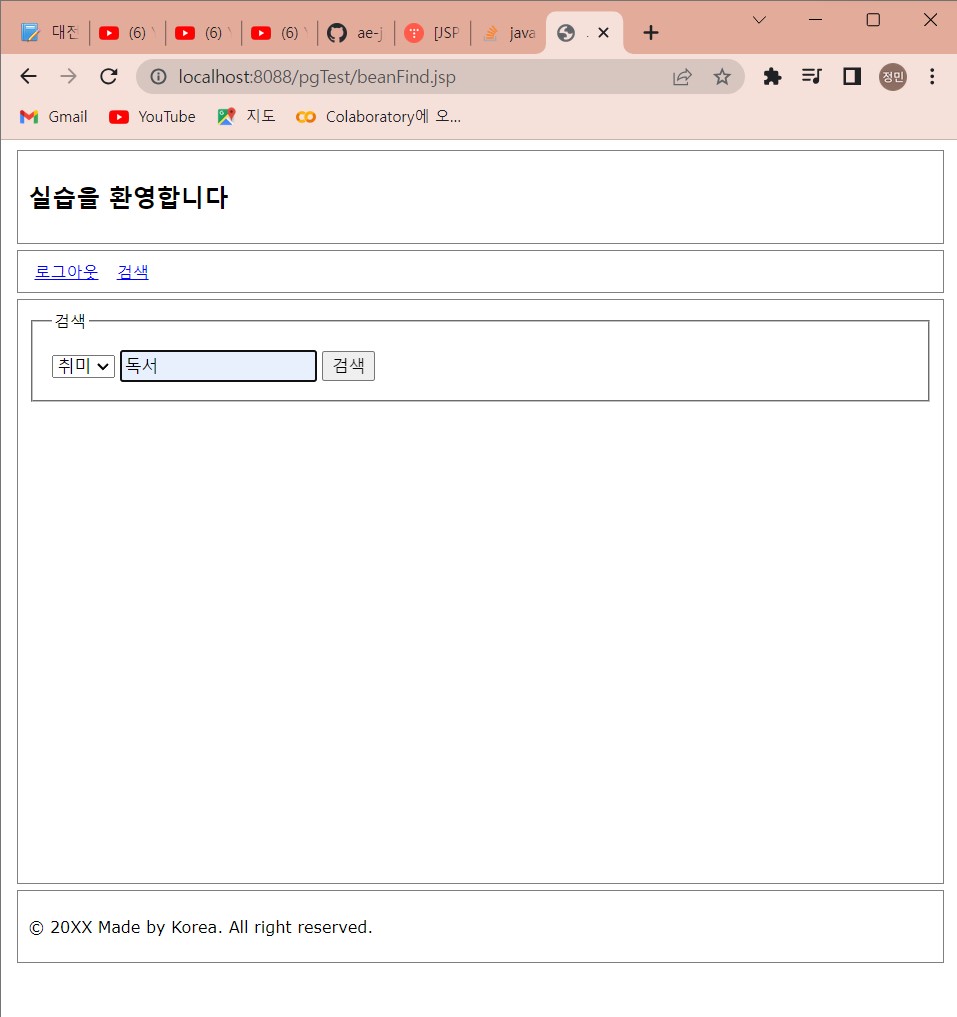 대전 (6) (6) (6) ae-j [JSP java
localhost:8088/pgTest/beanFind.jsp 정민
Gmail YouTube 지도 Colaboratory에 오...
실습을 환영합니다
로그아웃 검색
검색
취미 독서 검색
© 20XX Made by Korea. All right reserved.